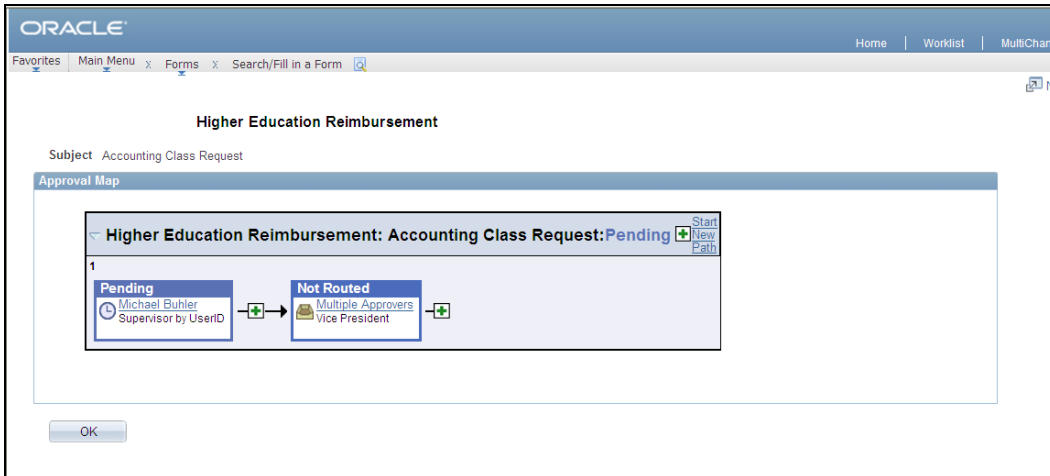 ORACLE
Home | Worklist | MultiChan
Favorites Main Menu x Forms x Search/Fill in a Form
N
Higher Education Reimbursement
Subject Accounting Class Request
Approval Map
Higher Education Reimbursement: Accounting Class Request:Pending Start New Path
1
Pending
Michael Buhler
Supervisor by UserID
Not Routed
Multiple Approvers
Vice President
OK